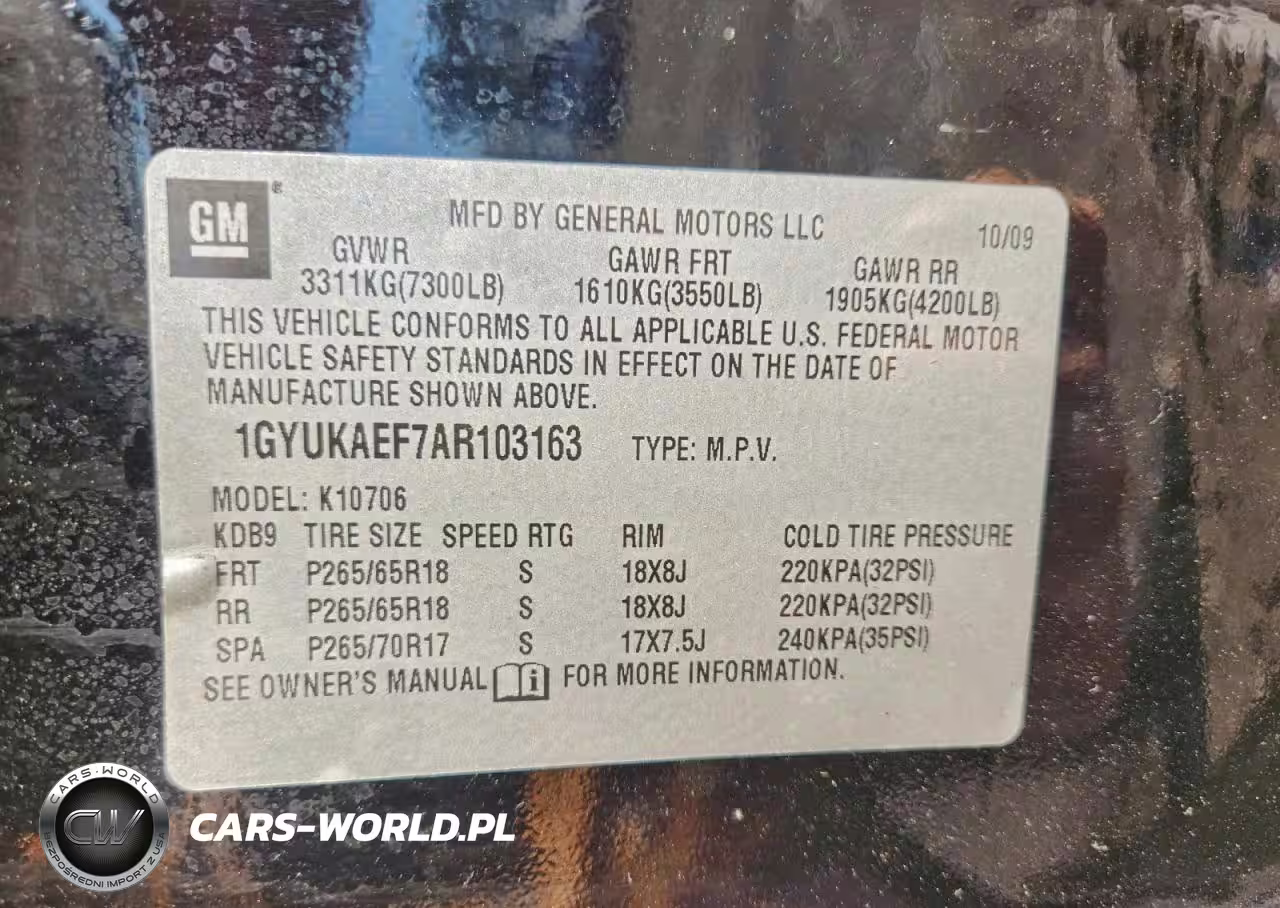 GM®
MFD BY GENERAL MOTORS LLC
10/09
GVWR GAWR FRT GAWR RR
3311KG(7300LB) 1610KG(3550LB) 1905KG(4200LB)
THIS VEHICLE CONFORMS TO ALL APPLICABLE U.S. FEDERAL MOTOR
VEHICLE SAFETY STANDARDS IN EFFECT ON THE DATE OF
MANUFACTURE SHOWN ABOVE.
1GYUKAEF7AR103163 TYPE: M.P.V.
MODEL: K10706
KDB9 TIRE SIZE SPEED RTG RIM COLD TIRE PRESSURE
FRT P265/65R18 S 18X8J 220KPA(32PSI)
RR P265/65R18 S 18X8J 220KPA(32PSI)
SPA P265/70R17 S 17X7.5J 240KPA(35PSI)
SEE OWNER'S MANUAL i FOR MORE INFORMATION.
CARS-WORLD
CW
BEZPOŚREDNI IMPORT Z USA
CARS-WORLD.PL